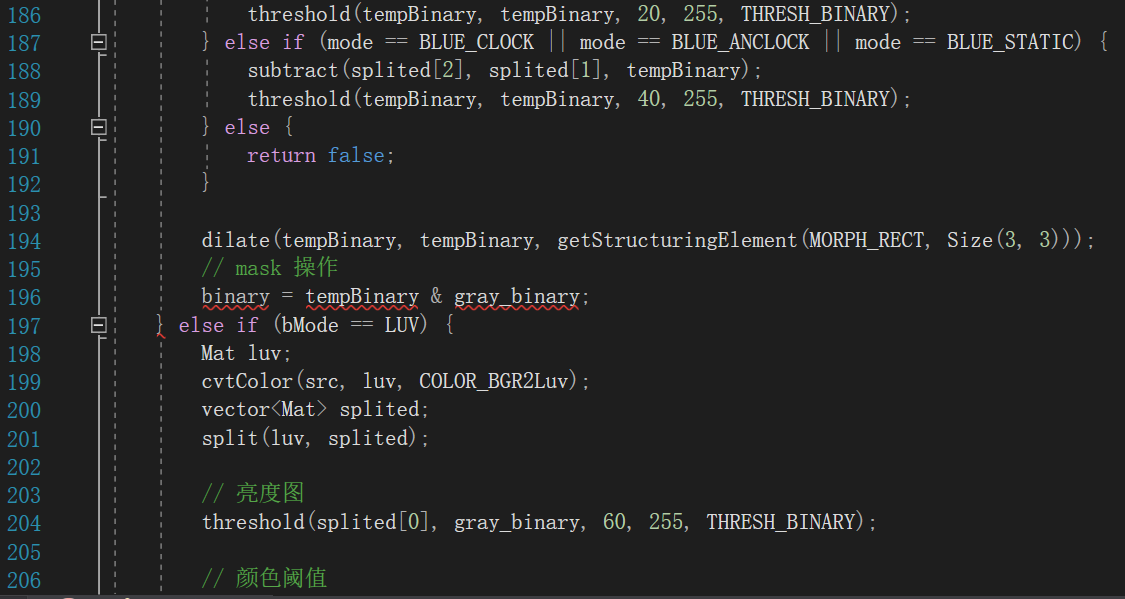 186 threshold(tempBinary, tempBinary, 20, 255, THRESH_BINARY);
187 } else if (mode == BLUE_CLOCK || mode == BLUE_ANCLOCK || mode == BLUE_STATIC) {
188 subtract(splited[2], splited[1], tempBinary);
189 threshold(tempBinary, tempBinary, 40, 255, THRESH_BINARY);
190 } else {
191 return false;
192 }
193
194 dilate(tempBinary, tempBinary, getStructuringElement(MORPH_RECT, Size(3, 3)));
195 // mask 操作
196 binary = tempBinary & gray_binary;
197 } else if (bMode == LUV) {
198 Mat luv;
199 cvtColor(src, luv, COLOR_BGR2Luv);
200 vector<Mat> splited;
201 split(luv, splited);
202
203 // 亮度图
204 threshold(splited[0], gray_binary, 60, 255, THRESH_BINARY);
205
206 // 颜色阈值